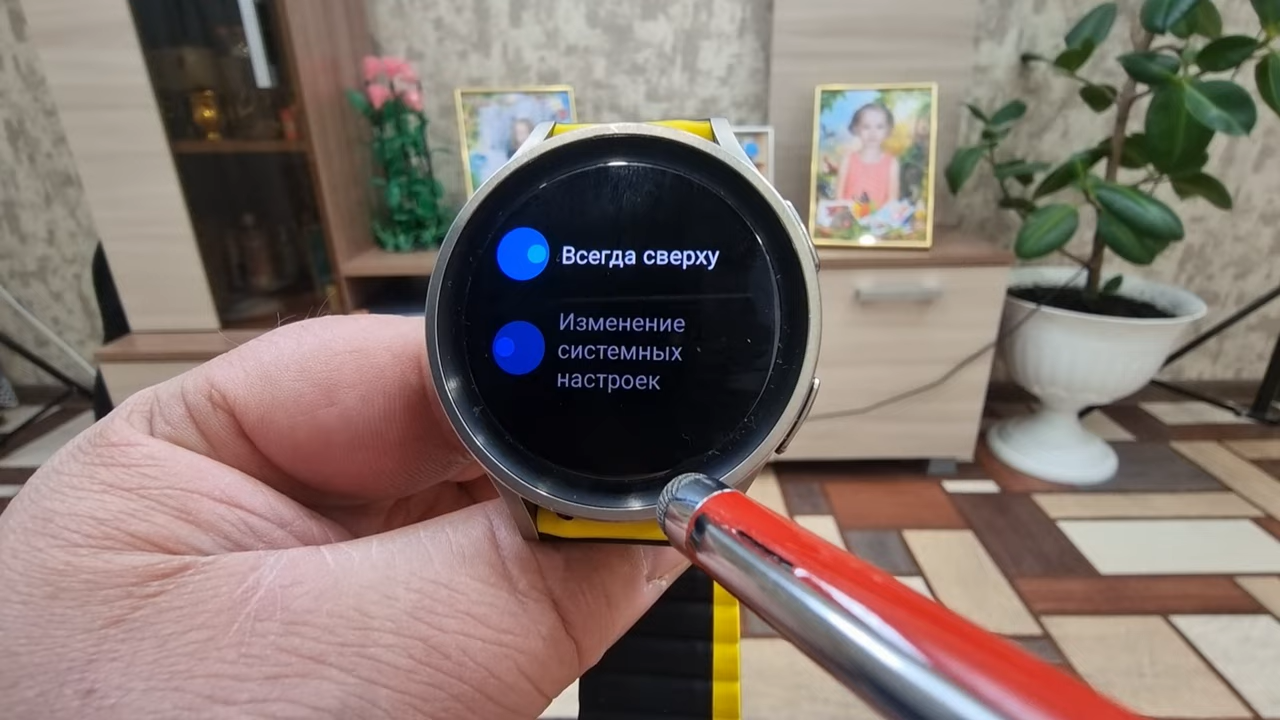 Всегда сверху
Изменение
системных
настроек